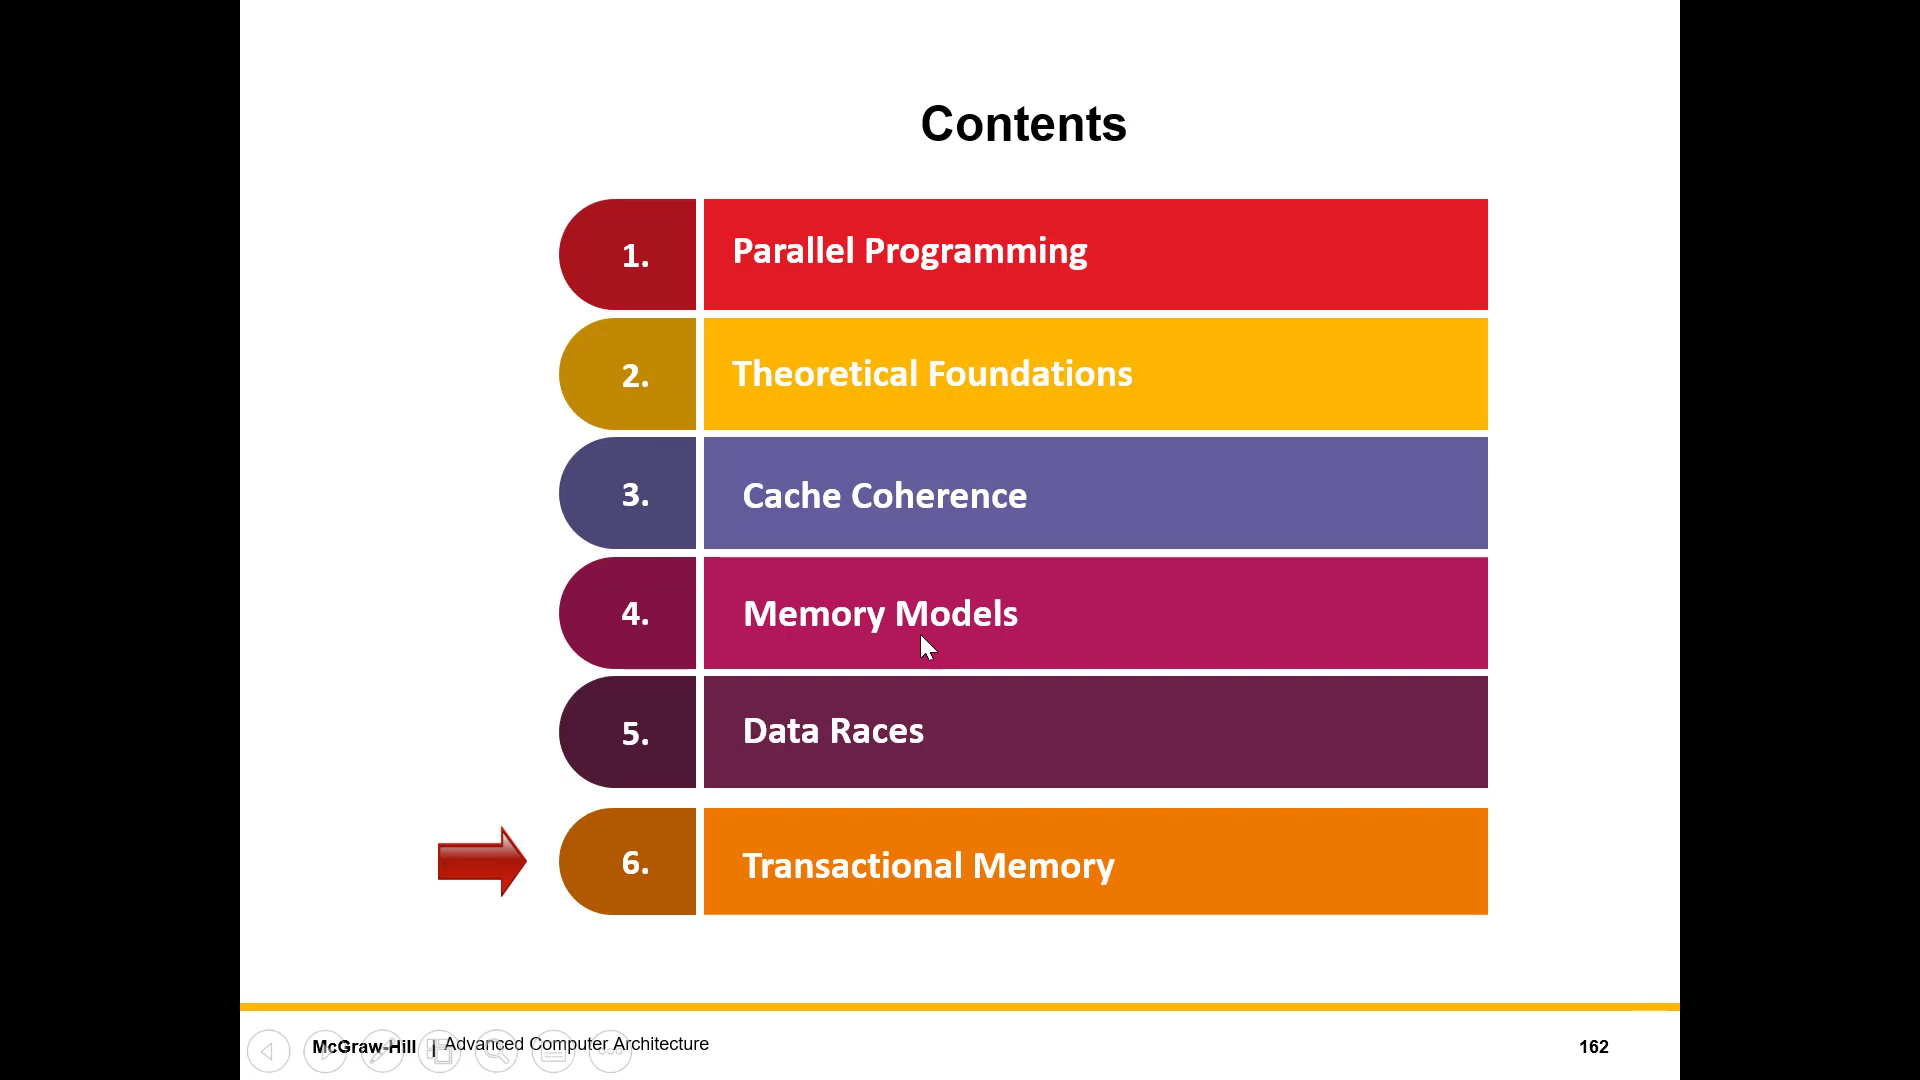 Contents
1. Parallel Programming
2. Theoretical Foundations
3. Cache Coherence
4. Memory Models
5. Data Races
6. Transactional Memory
McGraw-Hill | Advanced Computer Architecture 162